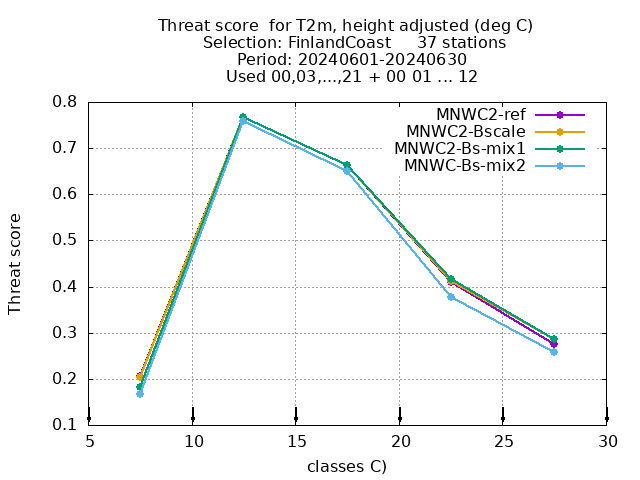 Threat score  for T2m, height adjusted (deg C)
Selection: FinlandCoast     37 stations
Period: 20240601-20240630
Used 00,03,...,21 + 00 01 ... 12
MNWC2-ref
MNWC2-Bscale
MNWC2-Bs-mix1
MNWC-Bs-mix2
0.8
0.7
0.6
0.5
0.4
0.3
0.2
0.1
Threat score
5 10 15 20 25 30
classes C)